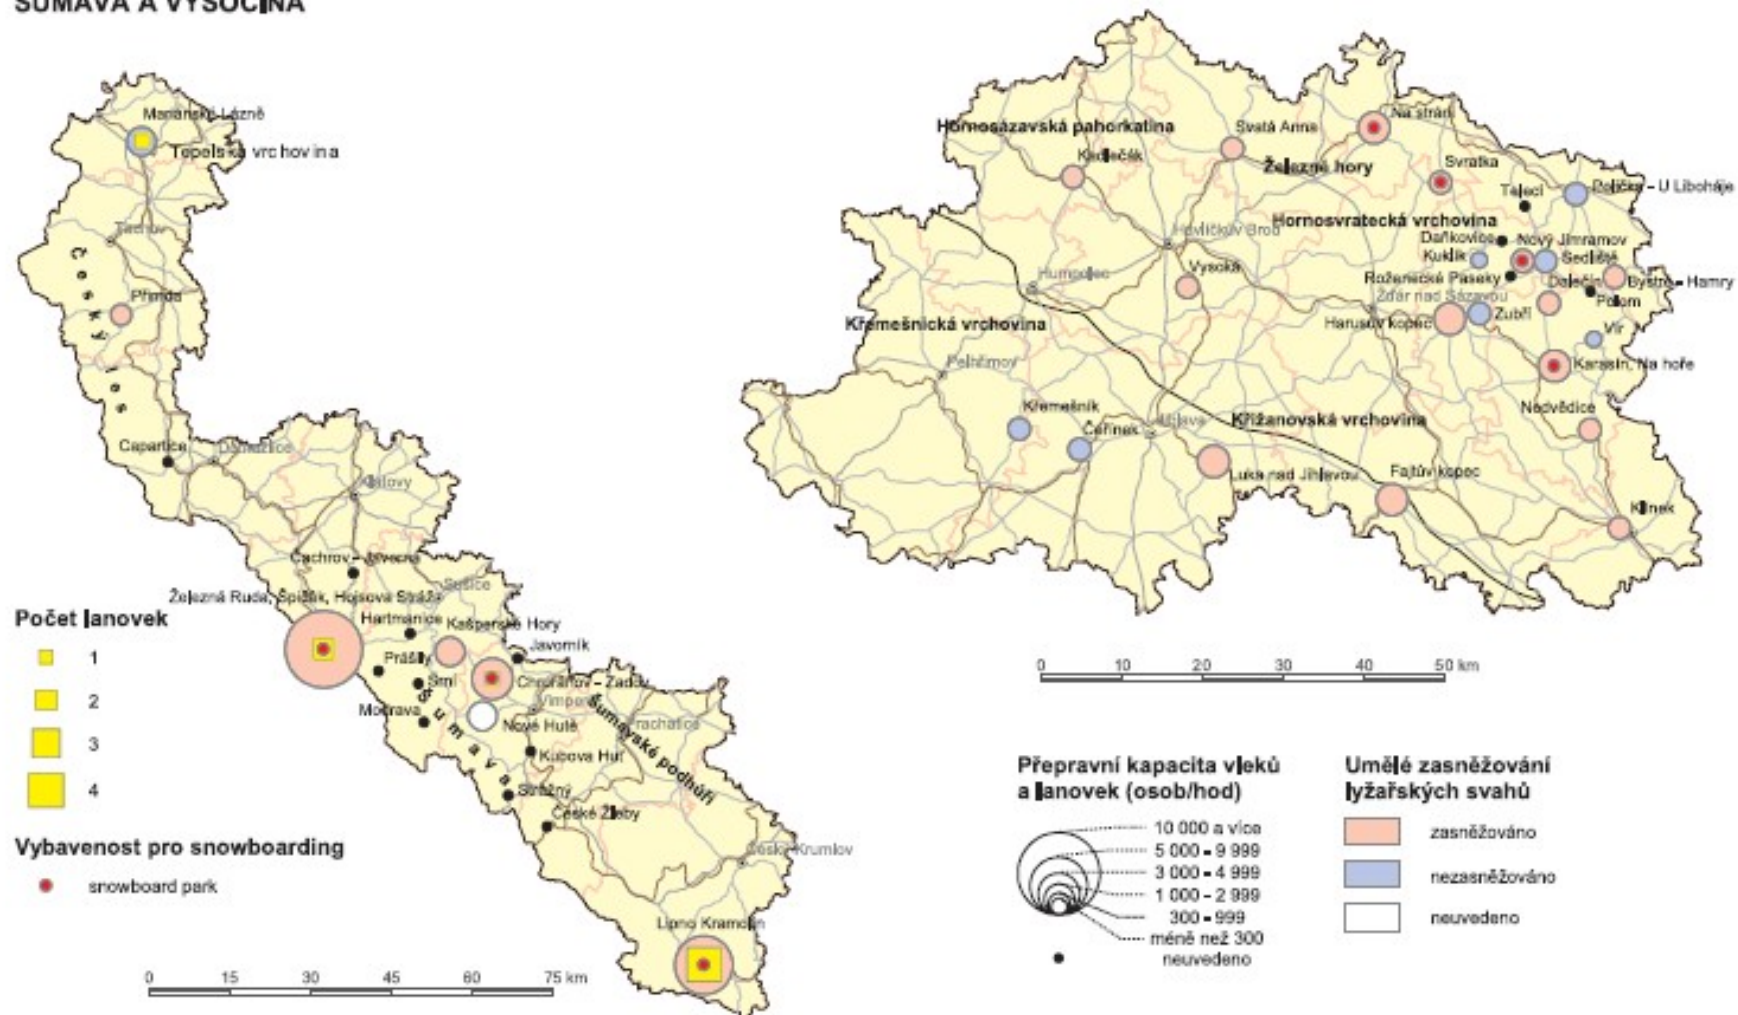 ŠUMAVA A VYSOČINA
Mariánské Lázně
Tepelská vrchovina
Tachov
Český les
Přimda
Capartice
Domažlice
Klatovy
Čachrov – Javorná
Sušice
Železná Ruda, Špičák, Hojsova Stráž
Hartmanice
Kašperské Hory
Javorník
Prášily
Srní
Churáňov – Zadov
Modrava
Vimperk
Nové Hutě
Prachatice
Šumava
Šumavské podhůří
Kubova Huť
Strážný
České Žleby
Český Krumlov
Lipno Kramolín
Počet lanovek
1
2
3
4
Vybavenost pro snowboarding
snowboard park
0 15 30 45 60 75 km
Hornosázavská pahorkatina
Svatá Anna
Na stráni
Kadlečák
Železné hory
Svratka
Telecí
Polička – U Liboháje
Hornosvratecká vrchovina
Havlíčkův Brod
Daňkovice
Nový Jimramov
Kuklík
Sedliště
Humpolec
Vysoká
Roženecké Paseky
Dalečín
Bystré – Hamry
Žďár nad Sázavou
Polom
Křemešnická vrchovina
Harusův kopec
Zubří
Vír
Pelhřimov
Karasín, Na hoře
Křemešník
Nedvědice
Čeřínek
Jihlava
Křižanovská vrchovina
Luka nad Jihlavou
Fajtův kopec
Klínek
0 10 20 30 40 50 km
Přepravní kapacita vleků
a lanovek (osob/hod)
10 000 a více
5 000 – 9 999
3 000 – 4 999
1 000 – 2 999
300 – 999
méně než 300
neuvedeno
Umělé zasněžování
lyžařských svahů
zasněžováno
nezasněžováno
neuvedeno